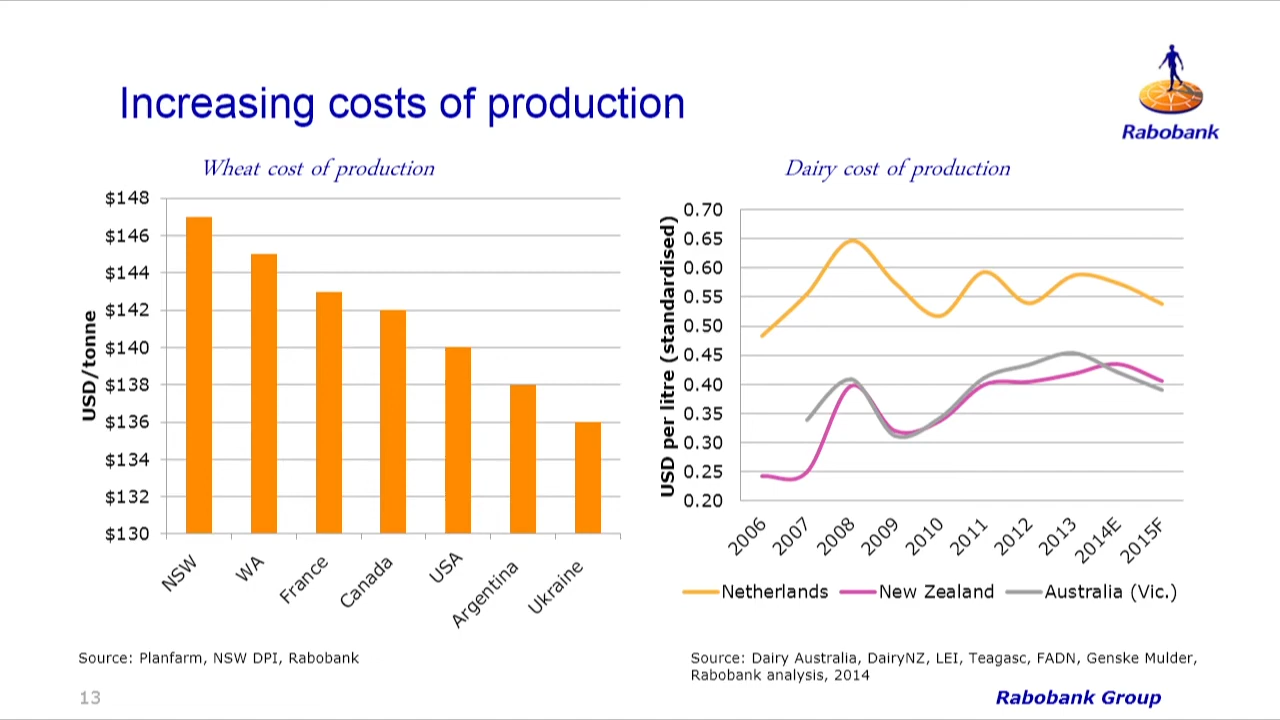 Increasing costs of production
Rabobank
Wheat cost of production
USD/tonne
$148
$146
$144
$142
$140
$138
$136
$134
$132
$130
NSW
WA
France
Canada
USA
Argentina
Ukraine
Source: Planfarm, NSW DPI, Rabobank
Dairy cost of production
USD per litre (standardised)
0.70
0.65
0.60
0.55
0.50
0.45
0.40
0.35
0.30
0.25
0.20
2006
2007
2008
2009
2010
2011
2012
2013
2014E
2015F
Netherlands
New Zealand
Australia (Vic.)
Source: Dairy Australia, DairyNZ, LEI, Teagasc, FADN, Genske Mulder,
Rabobank analysis, 2014
13
Rabobank Group